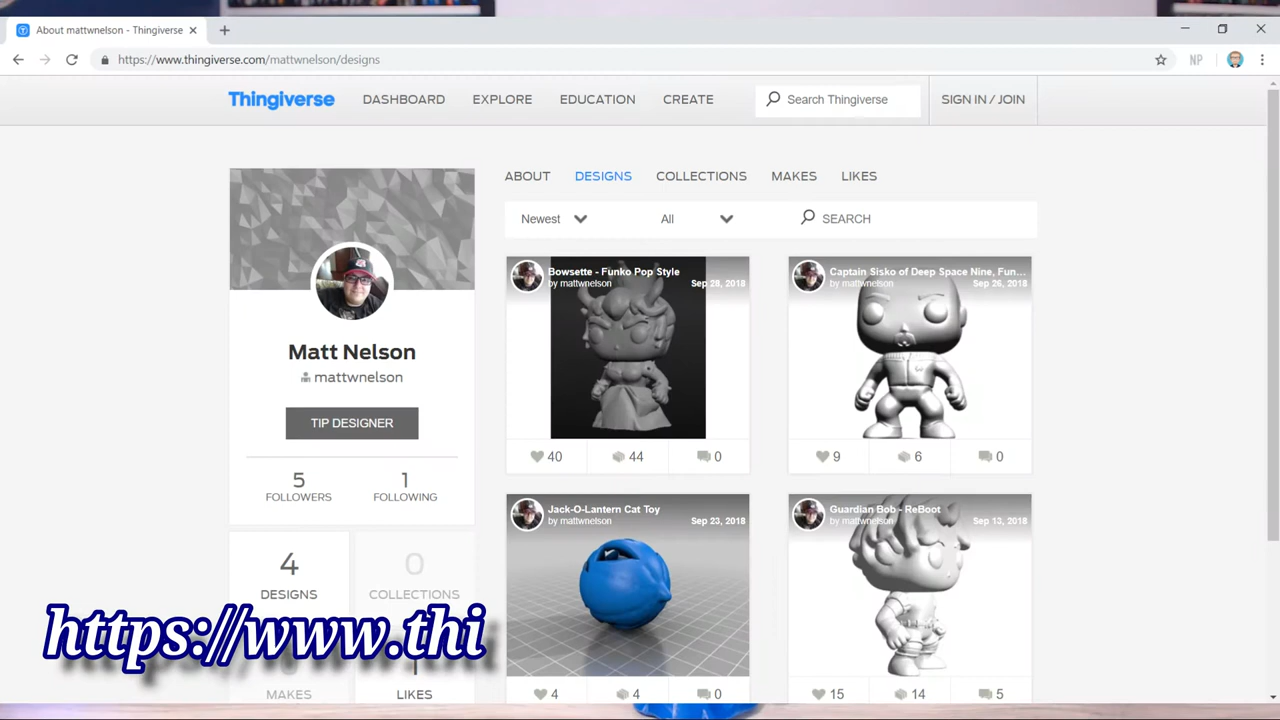 About mattwnelson - Thingiverse
https://www.thingiverse.com/mattwnelson/designs
NP
Thingiverse
DASHBOARD
EXPLORE
EDUCATION
CREATE
Search Thingiverse
SIGN IN / JOIN
Matt Nelson
mattwnelson
TIP DESIGNER
5
FOLLOWERS
1
FOLLOWING
4
DESIGNS
0
COLLECTIONS
MAKES
1
LIKES
ABOUT
DESIGNS
COLLECTIONS
MAKES
LIKES
Newest
All
SEARCH
Bowsette - Funko Pop Style
by mattwnelson
Sep 28, 2018
40
44
0
Captain Sisko of Deep Space Nine, Fun...
by mattwnelson
Sep 26, 2018
9
6
0
Jack-O-Lantern Cat Toy
by mattwnelson
Sep 23, 2018
4
4
0
Guardian Bob - ReBoot
by mattwnelson
Sep 13, 2018
15
14
5
https://www.thi